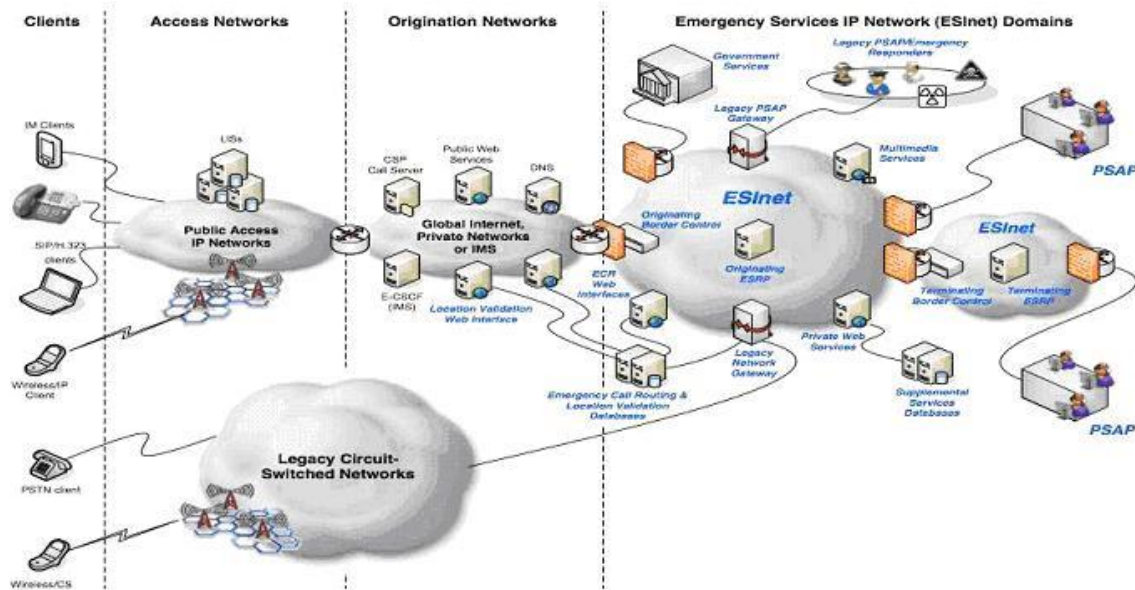 Clients
Access Networks
Origination Networks
Emergency Services IP Network (ESInet) Domains
IM Clients
SIP/H.323
clients
Wireless/IP
Client
PSTN client
Wireless/CS
LISs
Public Access
IP Networks
Legacy Circuit-
Switched Networks
CSP
Call Server
Public Web
Services
DNS
Global Internet,
Private Networks
or IMS
E-CSCF
(IMS)
Location Validation
Web Interface
Government
Services
Legacy PSAP/Emergency
Responders
Legacy PSAP
Gateway
Multimedia
Services
PSAP
ESInet
Originating
Border Control
Originating
ESRP
ECR
Web
Interfaces
ESInet
Terminating
Border Control
Terminating
ESRP
Legacy
Network
Gateway
Private Web
Services
Emergency Call Routing &
Location Validation
Databases
Supplemental
Services
Databases
PSAP